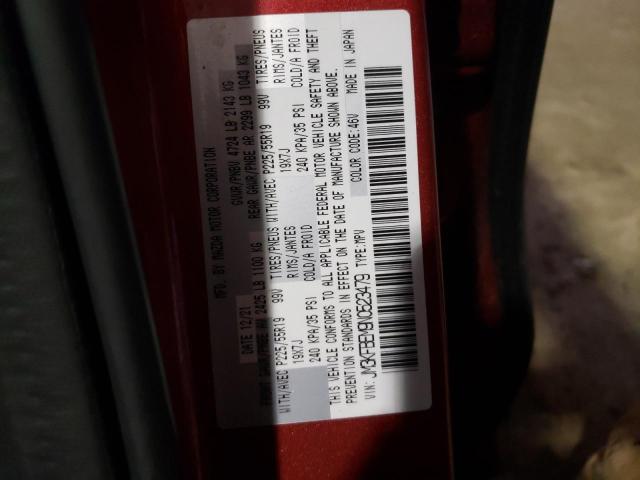 MFD. BY MAZDA MOTOR CORPORATION
DATE 12/21 GVWR/PNBV 4724 LB 2143 KG
FRONT GAWR/PNBE AV 2425 LB 1100 KG REAR GAWR/PNBE AR 2299 LB 1043 KG
TIRES/PNEUS TIRES/PNEUS
WITH/AVEC P225/55R19 99V WITH/AVEC P225/55R19 99V
RIMS/JANTES RIMS/JANTES
19X7J 19X7J
COLD/A FROID COLD/A FROID
240 KPA/35 PSI 240 KPA/35 PSI
THIS VEHICLE CONFORMS TO ALL APPLICABLE FEDERAL MOTOR VEHICLE SAFETY AND THEFT
PREVENTION STANDARDS IN EFFECT ON THE DATE OF MANUFACTURE SHOWN ABOVE.
COLOR CODE:46V MADE IN JAPAN
VIN: JM3KFBEM9N0623479 TYPE:MPV